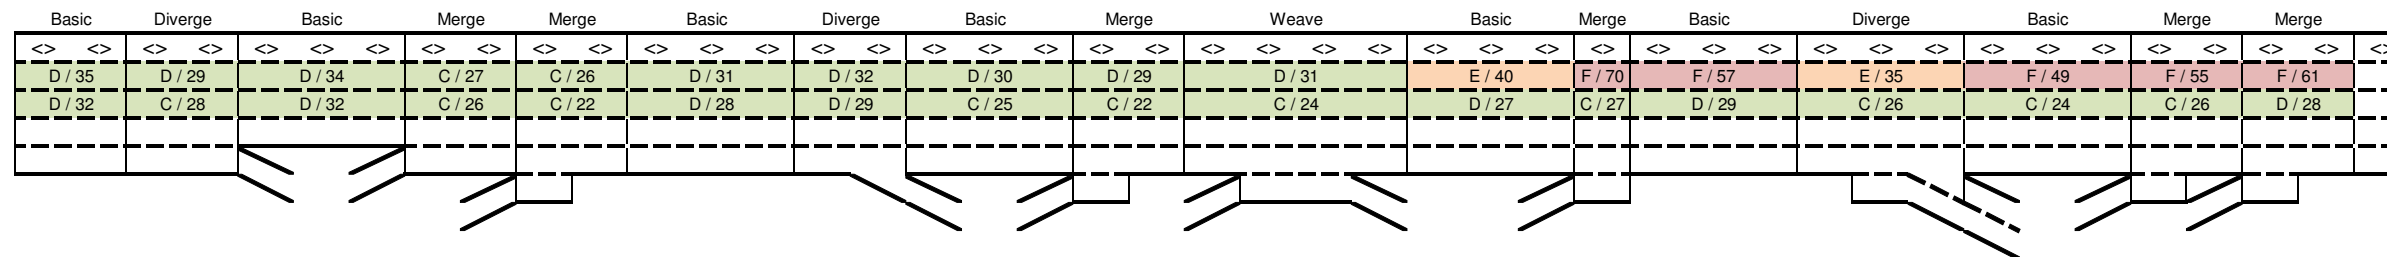 Basic Diverge Basic Merge Merge Basic Diverge Basic Merge Weave Basic Merge Basic Diverge Basic Merge Merge
<> <> <> <> <> <> <> <> <> <> <> <> <> <> <> <> <> <> <> <> <> <> <> <> <> <> <> <> <> <> <> <> <> <> <> <> <> <> <> <> <> <> <>
D / 35 D / 29 D / 34 C / 27 C / 26 D / 31 D / 32 D / 30 D / 29 D / 31 E / 40 F / 70 F / 57 E / 35 F / 49 F / 55 F / 61
D / 32 C / 28 D / 32 C / 26 C / 22 D / 28 D / 29 C / 25 C / 22 C / 24 D / 27 C / 27 D / 29 C / 26 C / 24 C / 26 D / 28